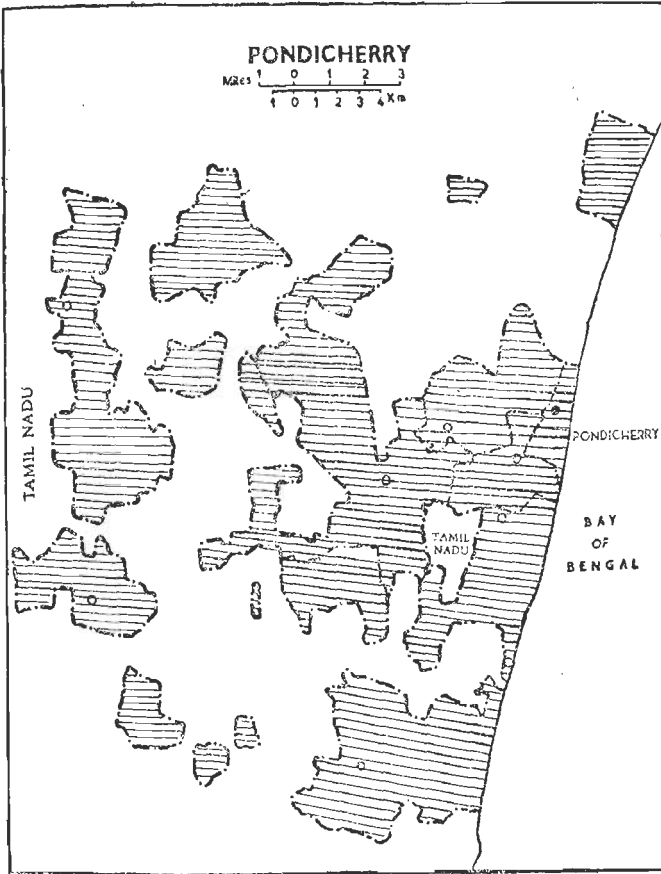 PONDICHERRY
Miles 1 0 1 2 3
1 0 1 2 3 4 Km
TAMIL NADU
PONDICHERRY
TAMIL
NADU
BAY
OF
BENGAL